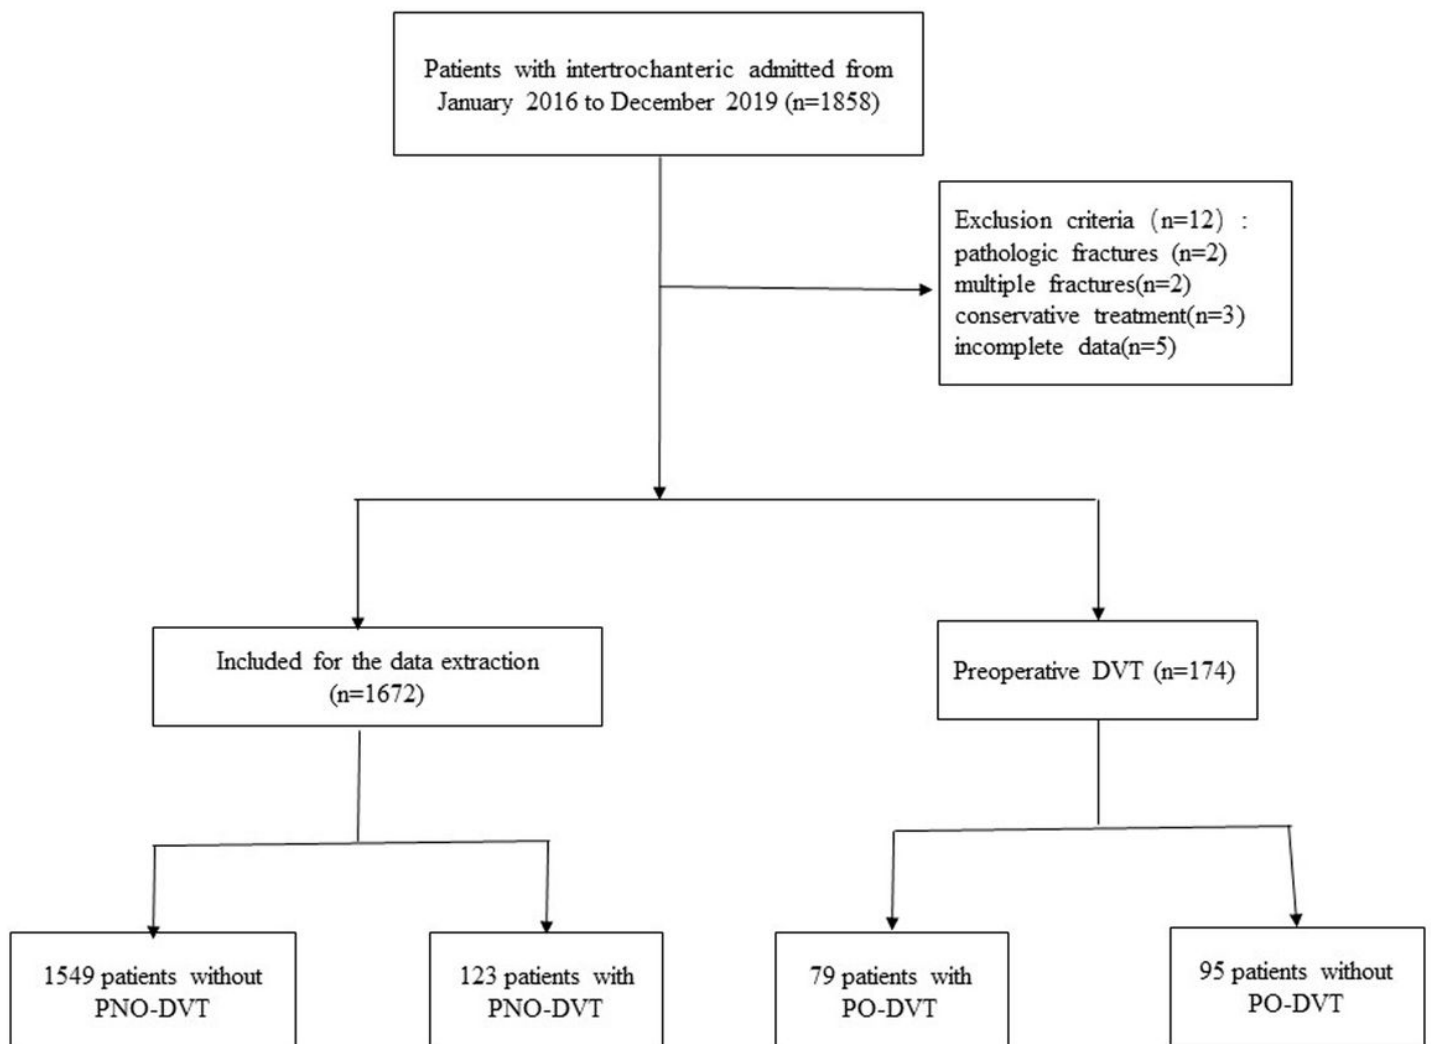 Patients with intertrochanteric admitted from
January 2016 to December 2019 (n=1858)
Exclusion criteria（n=12）:
pathologic fractures (n=2)
multiple fractures(n=2)
conservative treatment(n=3)
incomplete data(n=5)
Included for the data extraction
(n=1672)
Preoperative DVT (n=174)
1549 patients without
PNO-DVT
123 patients with
PNO-DVT
79 patients with
PO-DVT
95 patients without
PO-DVT